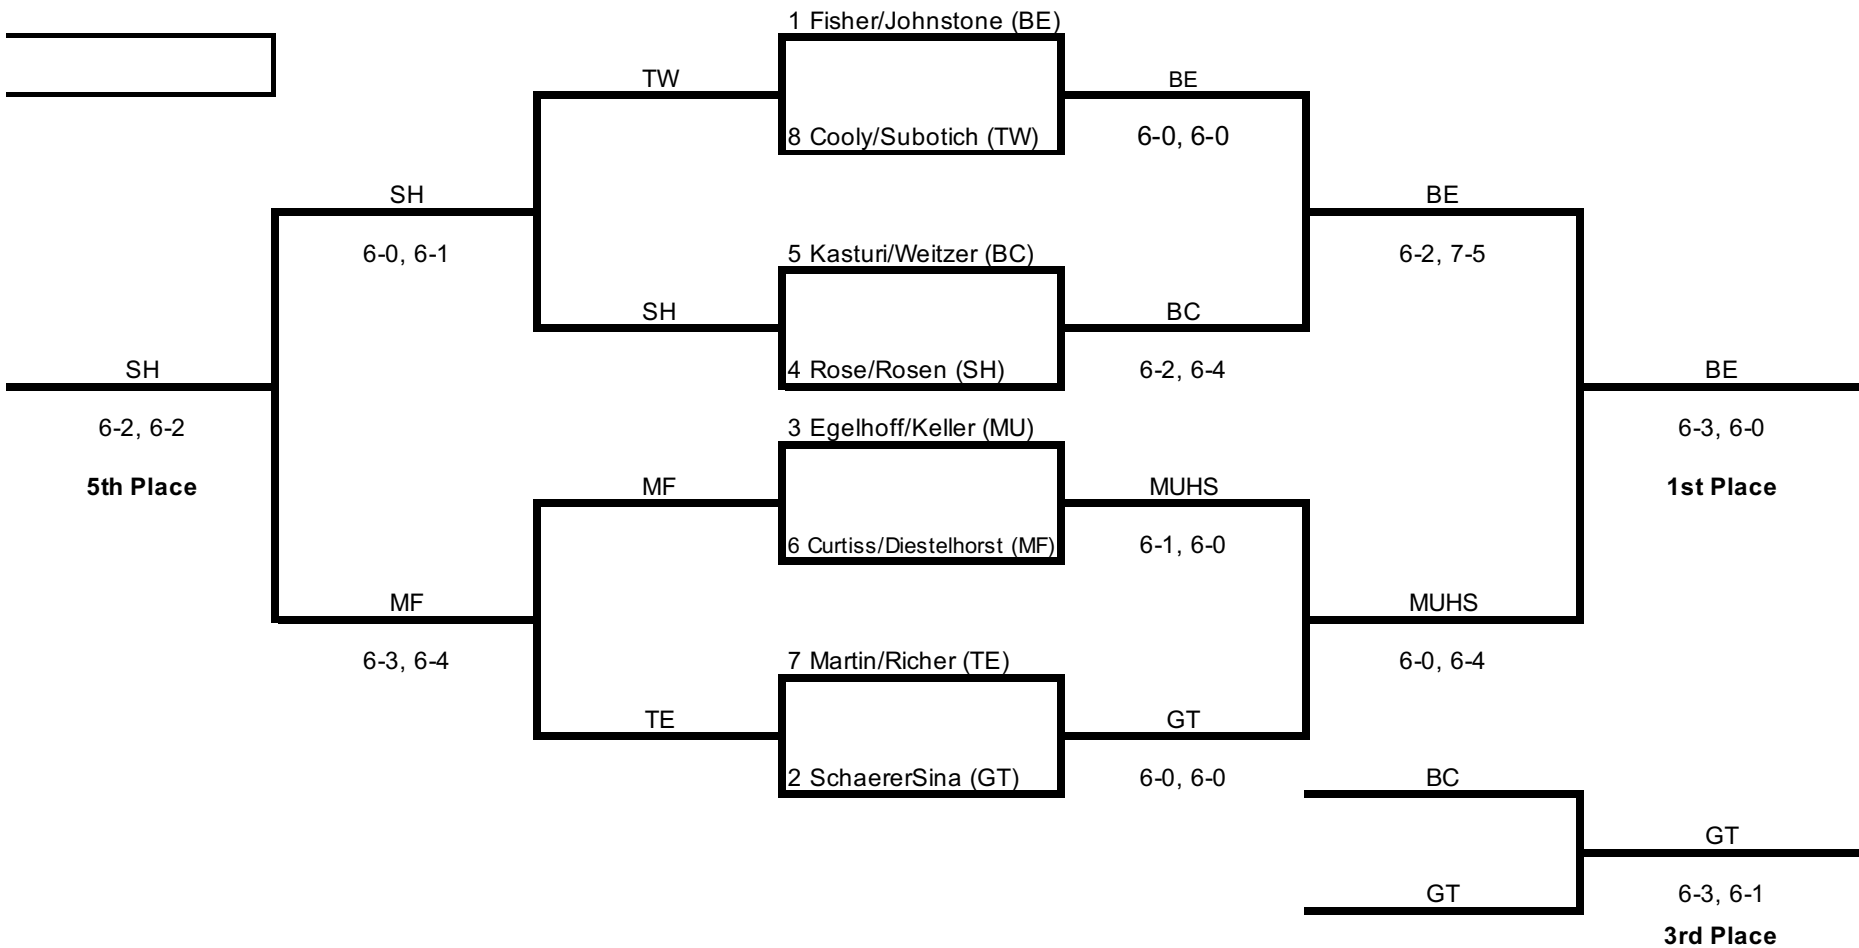 1 Fisher/Johnstone (BE)
TW
BE
8 Cooly/Subotich (TW)
6-0, 6-0
SH
BE
6-0, 6-1
5 Kasturi/Weitzer (BC)
6-2, 7-5
SH
BC
SH
4 Rose/Rosen (SH)
6-2, 6-4
BE
6-2, 6-2
3 Egelhoff/Keller (MU)
6-3, 6-0
5th Place
MF
MUHS
1st Place
6 Curtiss/Diestelhorst (MF)
6-1, 6-0
MF
MUHS
6-3, 6-4
7 Martin/Richer (TE)
6-0, 6-4
TE
GT
2 SchaererSina (GT)
6-0, 6-0
BC
GT
GT
6-3, 6-1
3rd Place